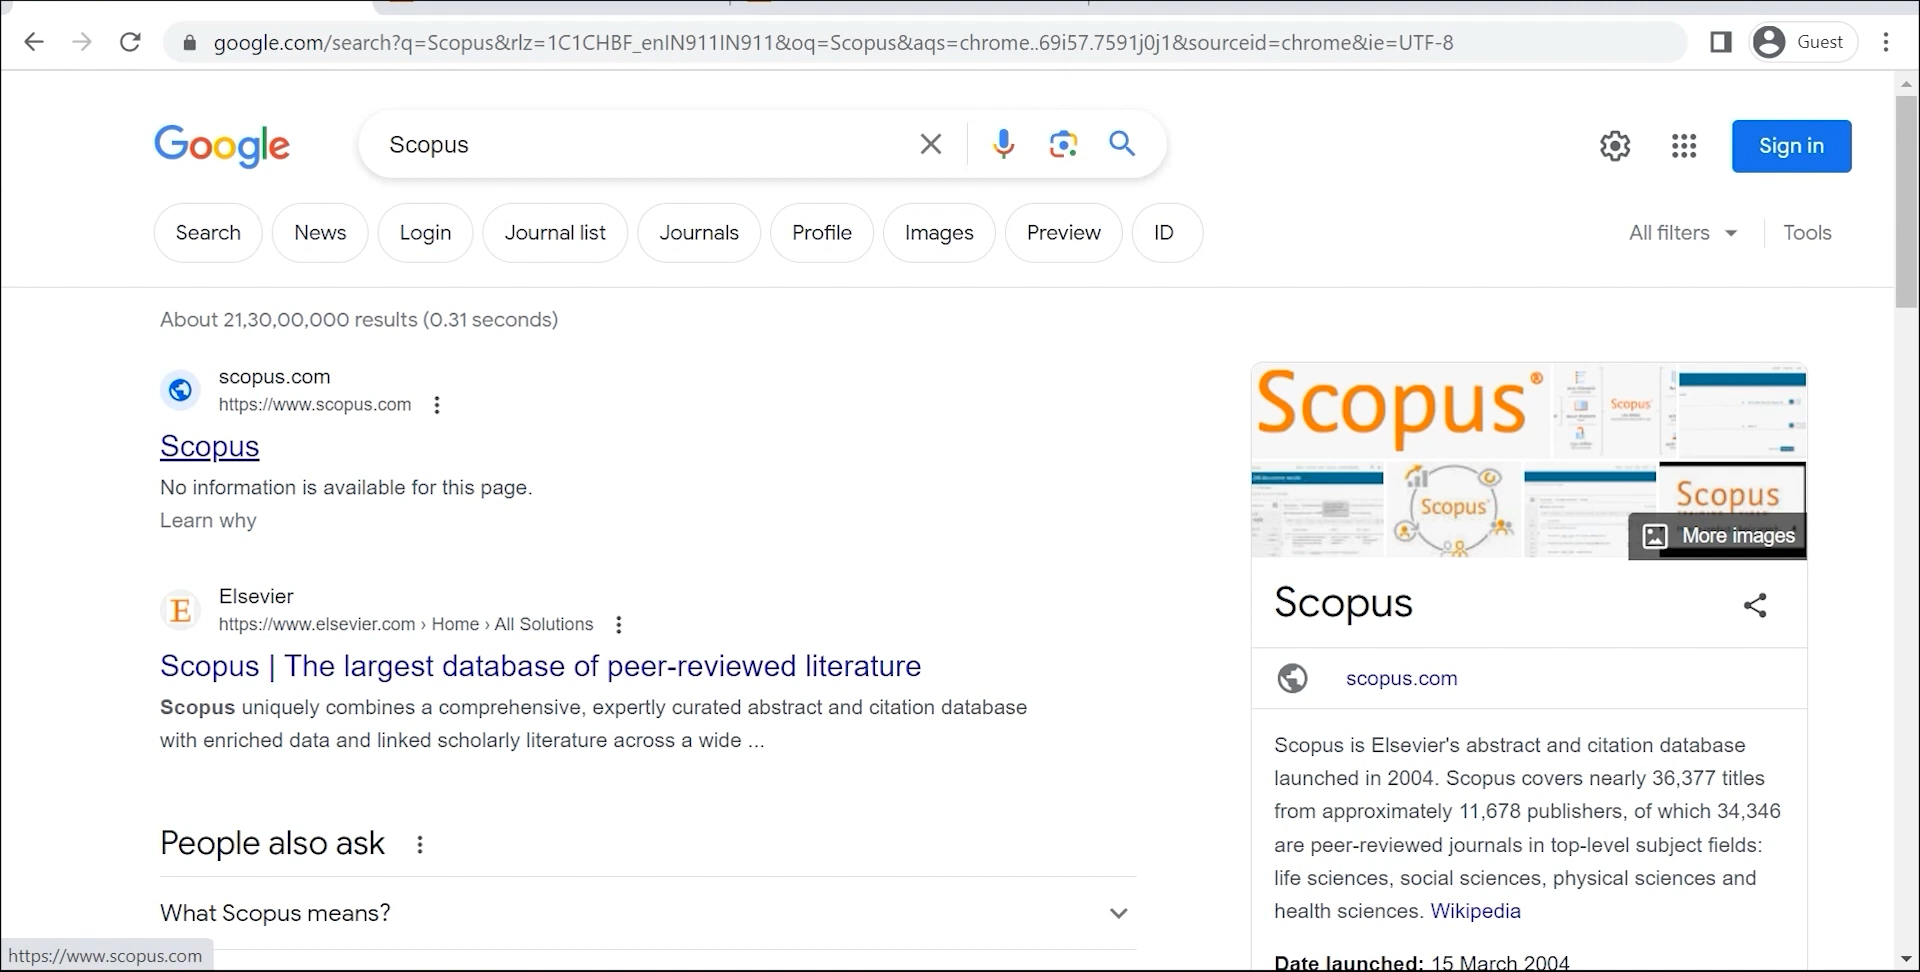 google.com/search?q=Scopus&rlz=1C1CHBF_enIN911IN911&oq=Scopus&aqs=chrome..69i57.7591j0j1&sourceid=chrome&ie=UTF-8
Guest
Google
Scopus
Sign in
Search
News
Login
Journal list
Journals
Profile
Images
Preview
ID
All filters
Tools
About 21,30,00,000 results (0.31 seconds)
scopus.com
https://www.scopus.com
Scopus
No information is available for this page.
Learn why
Elsevier
https://www.elsevier.com › Home › All Solutions
Scopus | The largest database of peer-reviewed literature
Scopus uniquely combines a comprehensive, expertly curated abstract and citation database
with enriched data and linked scholarly literature across a wide ...
People also ask
What Scopus means?
https://www.scopus.com
Scopus®
Scopus
Scopus
Scopus
More images
Scopus
scopus.com
Scopus is Elsevier's abstract and citation database
launched in 2004. Scopus covers nearly 36,377 titles
from approximately 11,678 publishers, of which 34,346
are peer-reviewed journals in top-level subject fields:
life sciences, social sciences, physical sciences and
health sciences. Wikipedia
Date launched: 15 March 2004